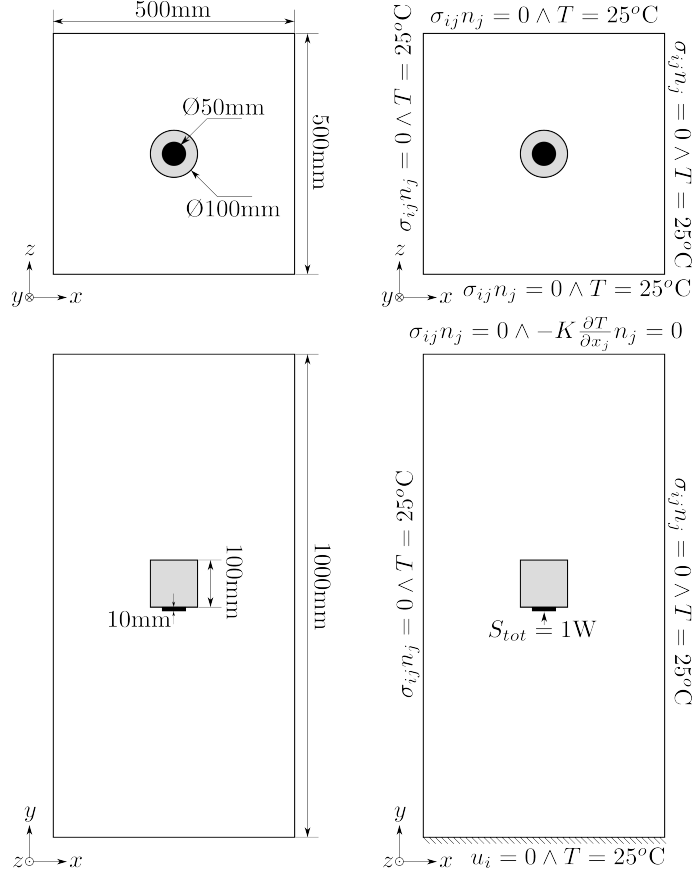 500mm
500mm
Ø50mm
Ø100mm
z
y x
σ_{ij}n_j = 0 ∧ T = 25°C
σ_{ij}n_j = 0 ∧ T = 25°C
σ_{ij}n_j = 0 ∧ T = 25°C
z
y x
σ_{ij}n_j = 0 ∧ T = 25°C
σ_{ij}n_j = 0 ∧ −K ∂T/∂x_j n_j = 0
100mm
1000mm
10mm
y
z x
σ_{ij}n_j = 0 ∧ T = 25°C
σ_{ij}n_j = 0 ∧ T = 25°C
S_{tot} = 1W
y
z x
u_i = 0 ∧ T = 25°C